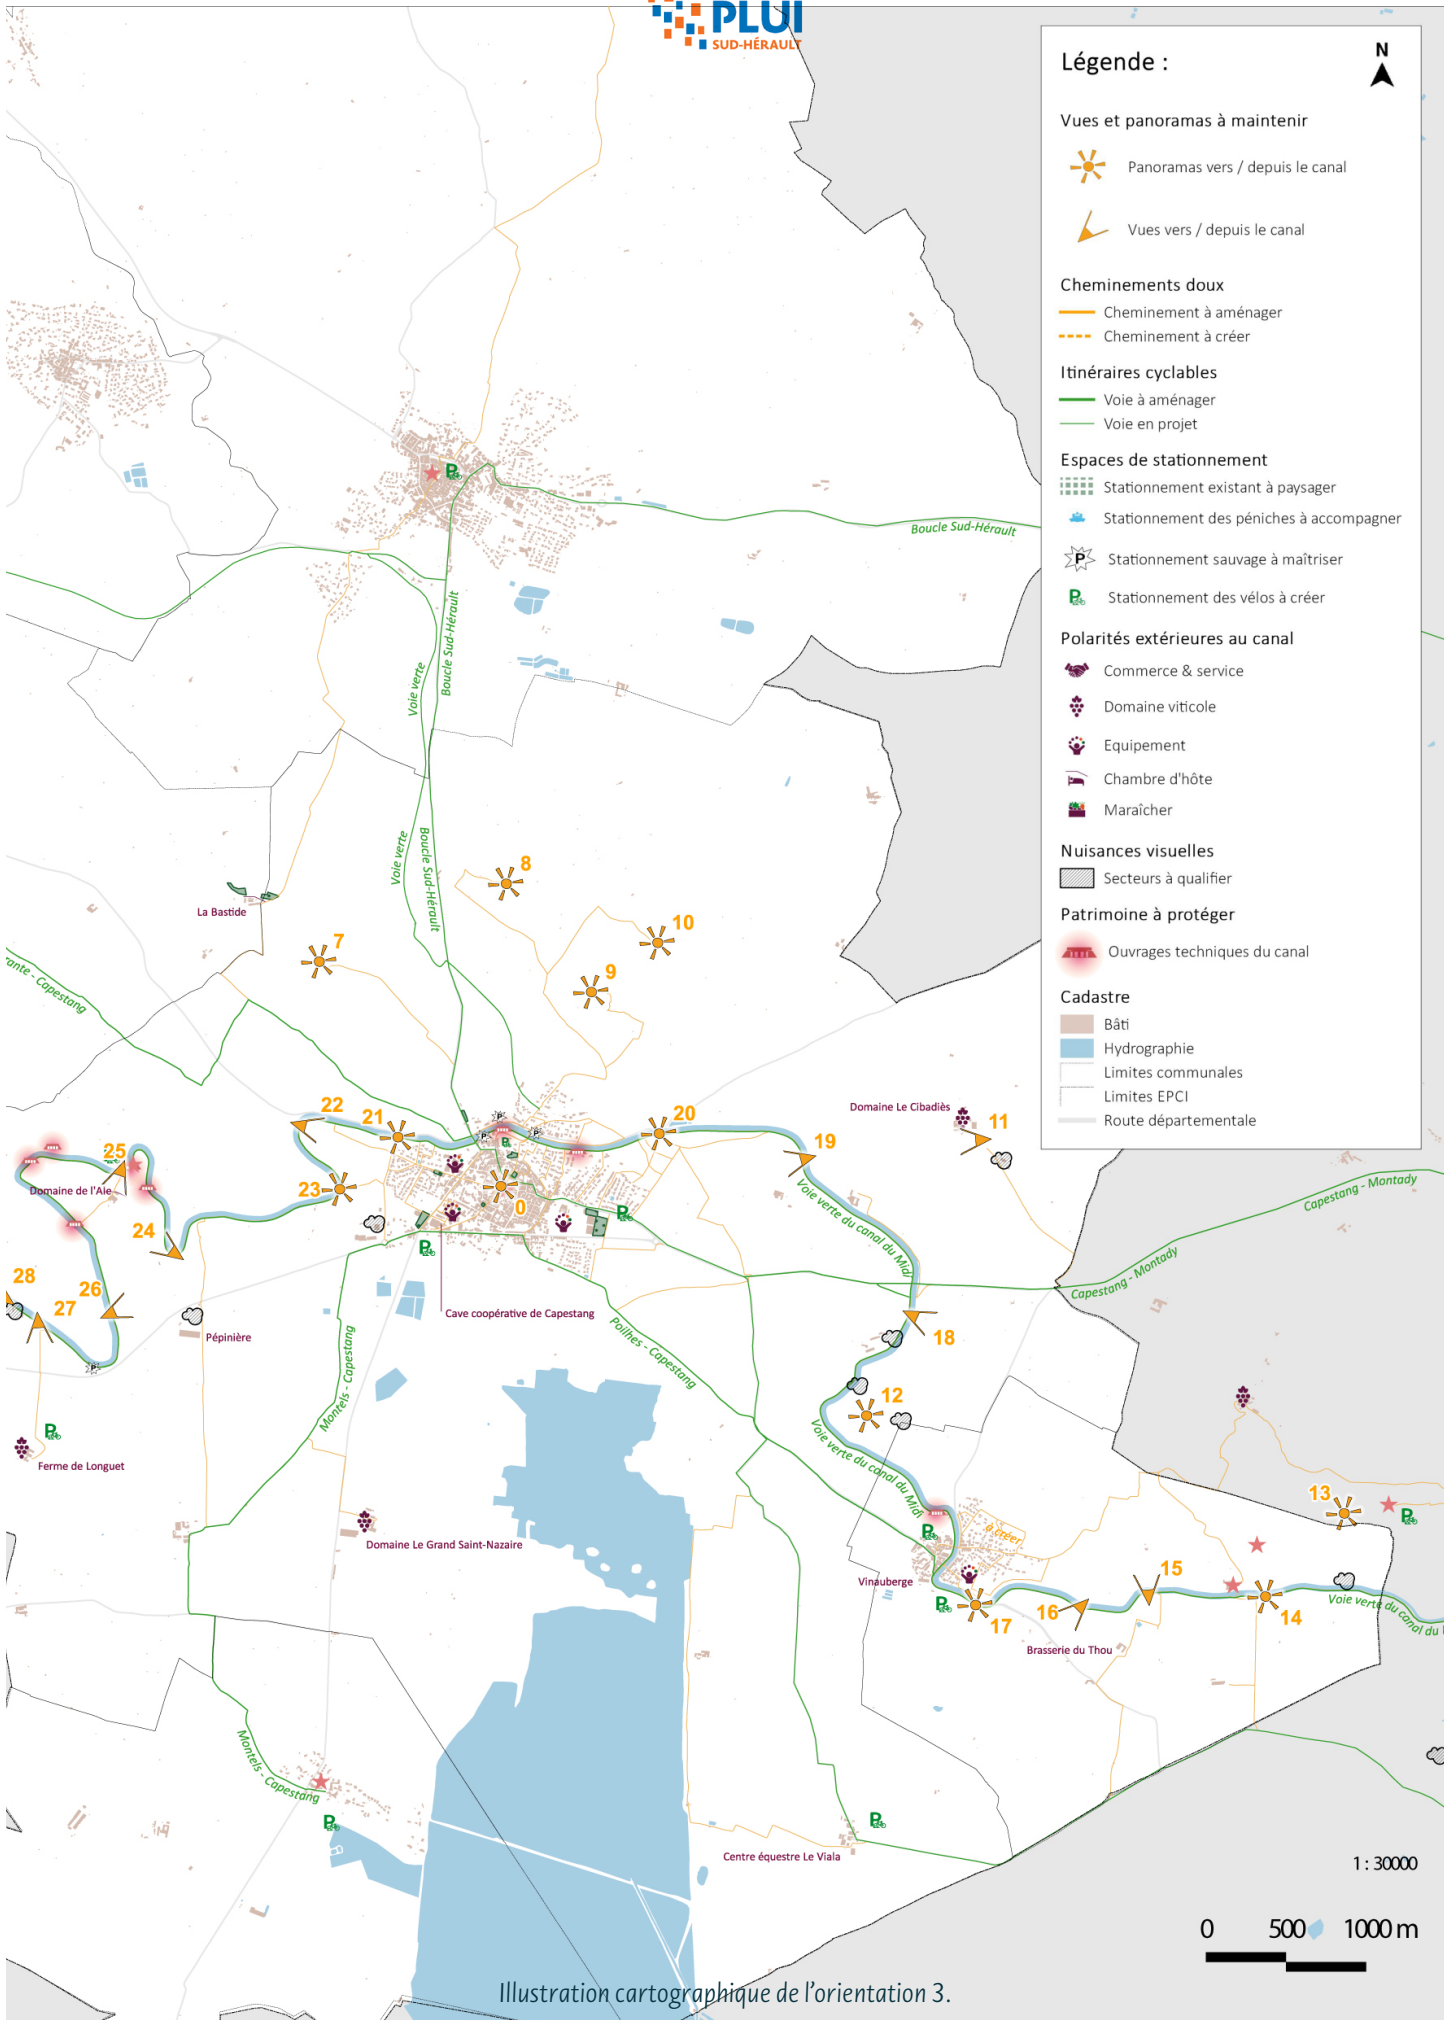 PLUI
SUD-HÉRAULT
Légende :
N
Vues et panoramas à maintenir
Panoramas vers / depuis le canal
Vues vers / depuis le canal
Cheminements doux
Cheminement à aménager
Cheminement à créer
Itinéraires cyclables
Voie à aménager
Voie en projet
Espaces de stationnement
Stationnement existant à paysager
Stationnement des péniches à accompagner
P
Stationnement sauvage à maîtriser
P
Stationnement des vélos à créer
Polarités extérieures au canal
Commerce & service
Domaine viticole
Equipement
Chambre d'hôte
Maraîcher
Nuisances visuelles
Secteurs à qualifier
Patrimoine à protéger
Ouvrages techniques du canal
Cadastre
Bâti
Hydrographie
Limites communales
Limites EPCI
Route départementale
P
Boucle Sud-Hérault
Boucle Sud-Hérault
Voie verte
Voie verte
Boucle Sud-Hérault
8
La Bastide
7
10
9
rante - Capestang
22
21
P
P
P
P
20
Domaine Le Cibadiès
11
19
25
Domaine de l'Ale
23
0
P
24
P
Voie verte du canal du Midi
Capestang - Montady
Capestang - Montady
28
27
26
P
Pépinière
Cave coopérative de Capestang
Poilhes - Capestang
Montels - Capestang
18
12
Voie verte du canal du Midi
P
Ferme de Longuet
Domaine Le Grand Saint-Nazaire
13
P
P
à créer
Vinauberge
P
17
16
15
14
Voie verte du canal du
Brasserie du Thou
Montels - Capestang
P
P
Centre équestre Le Viala
1 : 30000
0 500 1000 m
Illustration cartographique de l'orientation 3.